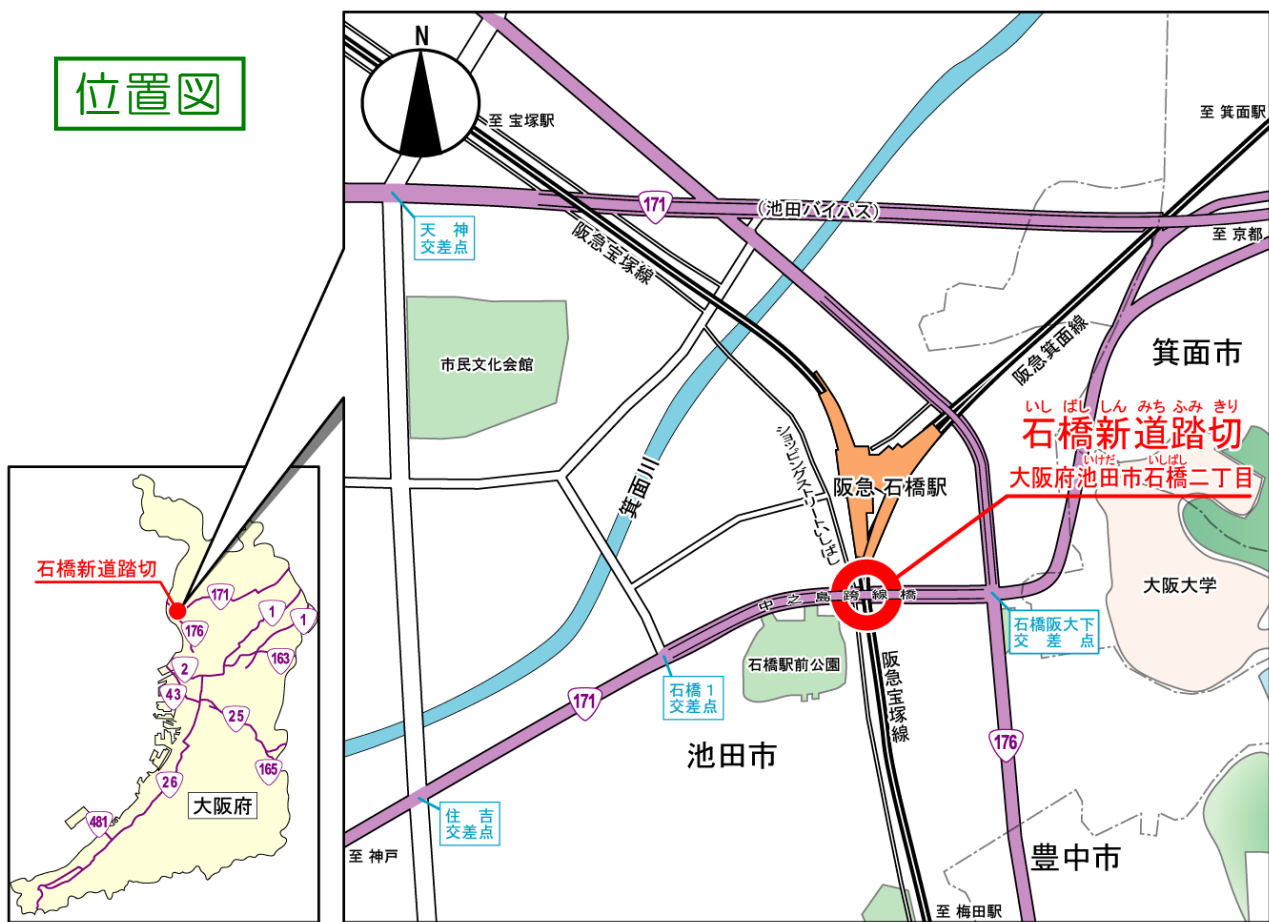 位置図
N
至 宝塚駅
至 箕面駅
171
(池田バイパス)
天 神
交差点
至 京都
阪急宝塚線
阪急箕面線
箕面市
市民文化会館
いし ばし しん みち ふみ きり
石橋新道踏切
いけだ いしばし
大阪府池田市石橋二丁目
ショッピングストリートいしばし
阪急 石橋駅
箕面川
大阪大学
中之島跨線橋
石橋阪大下
交 差 点
石橋駅前公園
石橋1
交差点
阪急宝塚線
171
176
池田市
住 吉
交差点
至 神戸
豊中市
至 梅田駅
石橋新道踏切
171
1
1
176
163
2
43
25
165
26
大阪府
481